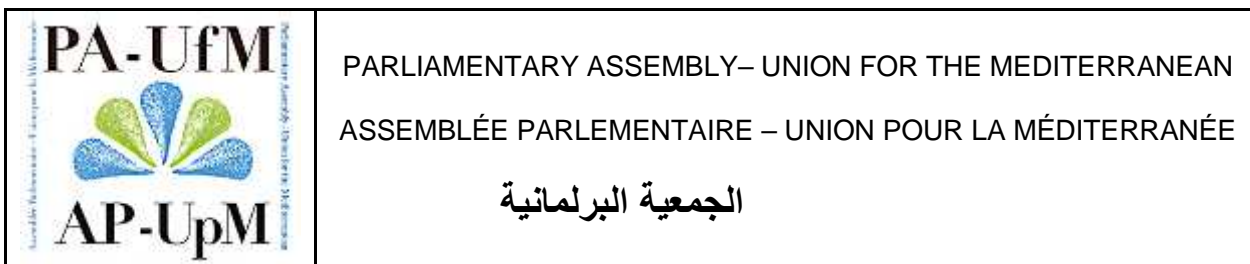 PA-UfM
AP-UpM
PARLIAMENTARY ASSEMBLY– UNION FOR THE MEDITERRANEAN
ASSEMBLÉE PARLEMENTAIRE – UNION POUR LA MÉDITERRANÉE
الجمعية البرلمانية